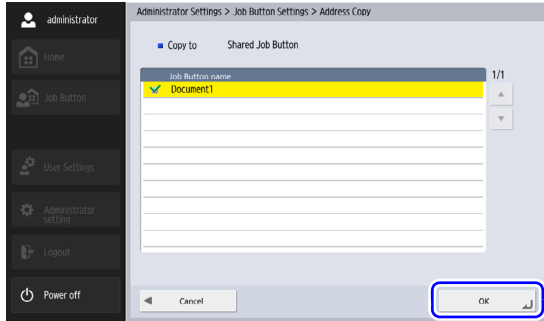 administrator
Home
Job Button
User Settings
Administrator
setting
Logout
Power off
Administrator Settings > Job Button Settings > Address Copy
Copy to Shared Job Button
Job Button name
1/1
Document1
Cancel
OK